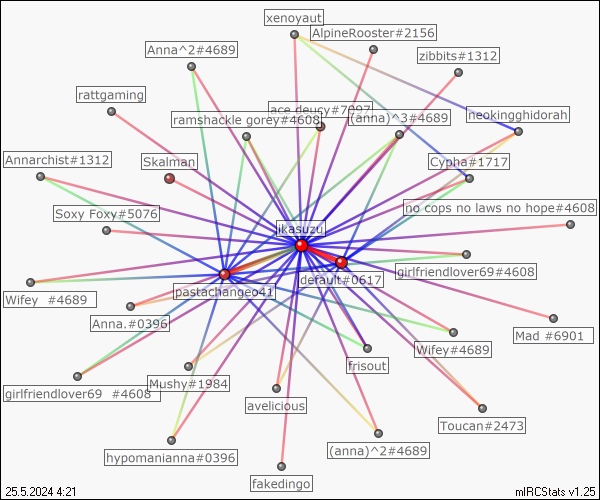 xenoyaut
AlpineRooster#2156
Anna^2#4689
zibbits#1312
rattgaming
ace deucy#7097
ramshackle gorey#4608
(anna)^3#4689
neokingghidorah
Annarchist#1312
Skalman
Cypha#1717
Soxy Foxy#5076
no cops no laws no hope#4608
ikasuzu
girlfriendlover69#4608
default#0617
pastachangeo41
Wifey #4689
Anna.#0396
Mad #6901
Wifey#4689
frisout
Mushy#1984
girlfriendlover69 #4608
avelicious
Toucan#2473
hypomanianna#0396
(anna)^2#4689
fakedingo
25.5.2024 4:21
mIRCStats v1.25